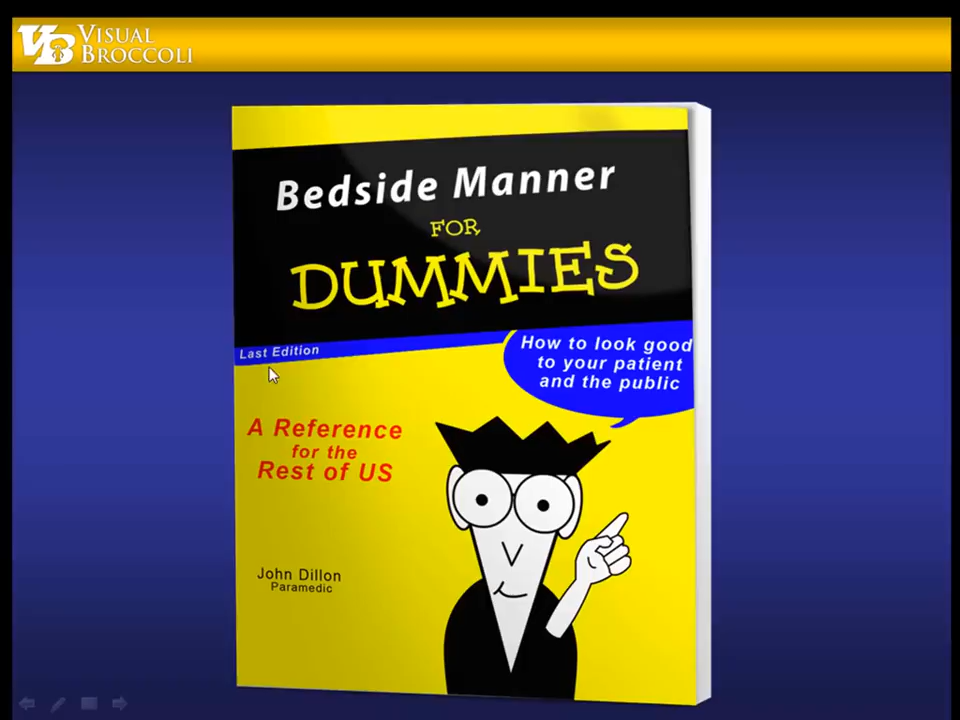 VB VISUAL
BROCCOLI
Bedside Manner
FOR
DUMMIES
Last Edition
How to look good
to your patient
and the public
A Reference
for the
Rest of US
John Dillon
Paramedic